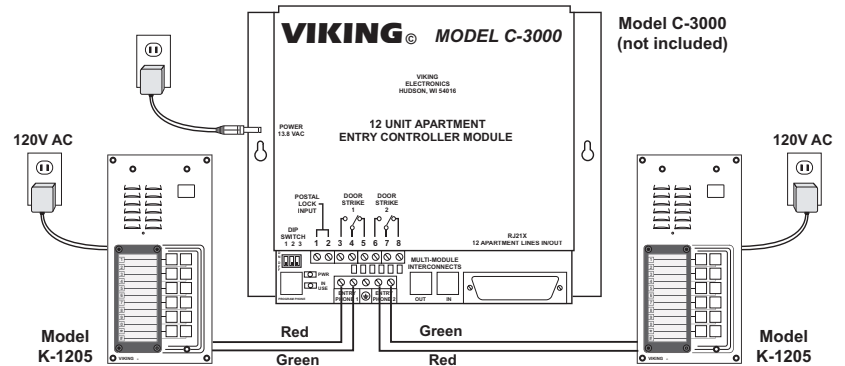 VIKING© MODEL C-3000
Model C-3000
(not included)
VIKING
ELECTRONICS
HUDSON, WI 54016
POWER
13.8 VAC
12 UNIT APARTMENT
ENTRY CONTROLLER MODULE
120V AC
120V AC
POSTAL
LOCK
INPUT
DOOR
STRIKE
1
DOOR
STRIKE
2
DIP
SWITCH
1 2 3
1 2 3 4 5 6 7 8
RJ21X
12 APARTMENT LINES IN/OUT
MULTI-MODULE
INTERCONNECTS
PWR
IN
USE
ENTRY
PHONE 1
ENTRY
PHONE 2
OUT
IN
Red
Green
Green
Red
Model
K-1205
VIKING
Model
K-1205
VIKING